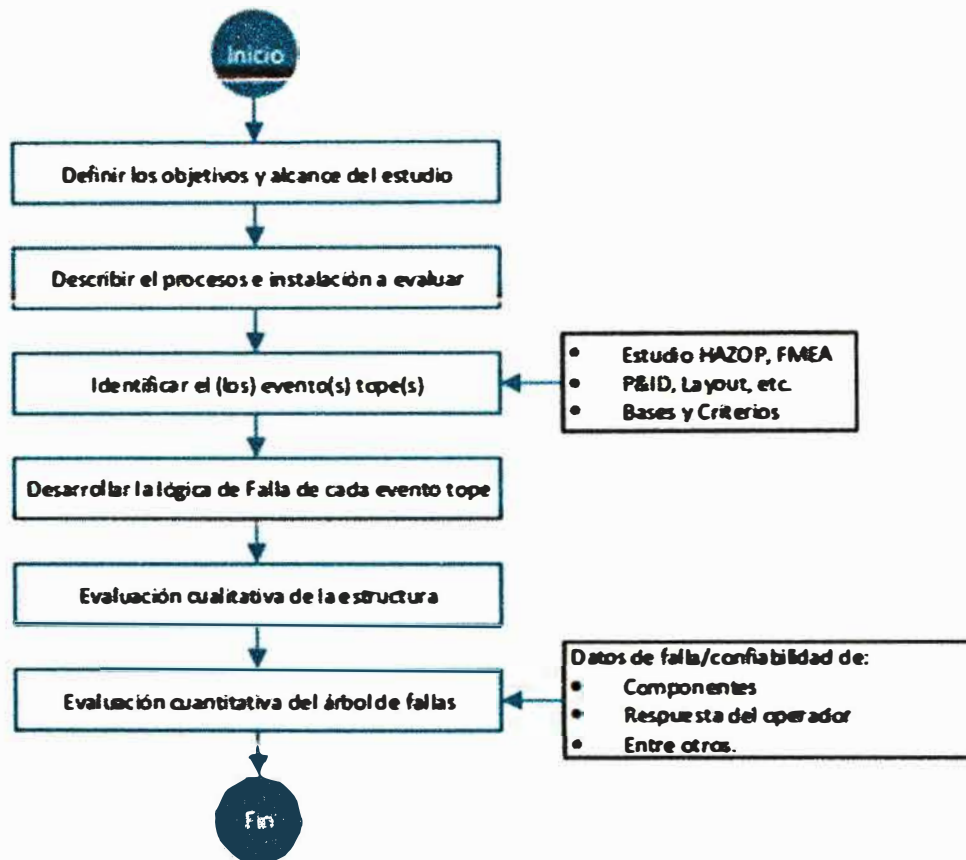 Inicio
Definir los objetivos y alcance del estudio
Describir el procesos e instalación a evaluar
Identificar el (los) evento(s) tope(s)
• Estudio HAZOP, FMEA
• P&ID, Layout, etc.
• Bases y Criterios
Desarrollar la lógica de Falla de cada evento tope
Evaluación cualitativa de la estructura
Evaluación cuantitativa del árbol de fallas
Datos de falla/confiabilidad de:
• Componentes
• Respuesta del operador
• Entre otros.
Fin